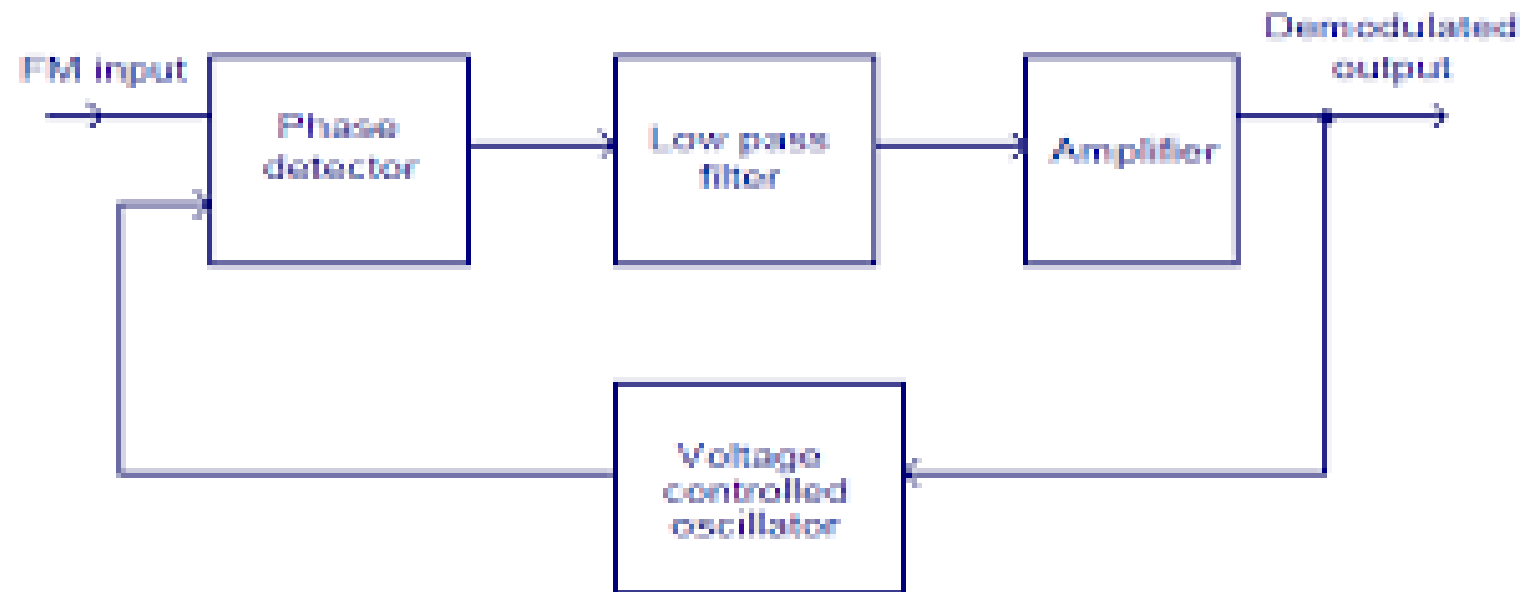 FM input
Phase
detector
Low pass
filter
Amplifier
Demodulated
output
Voltage
controlled
oscillator